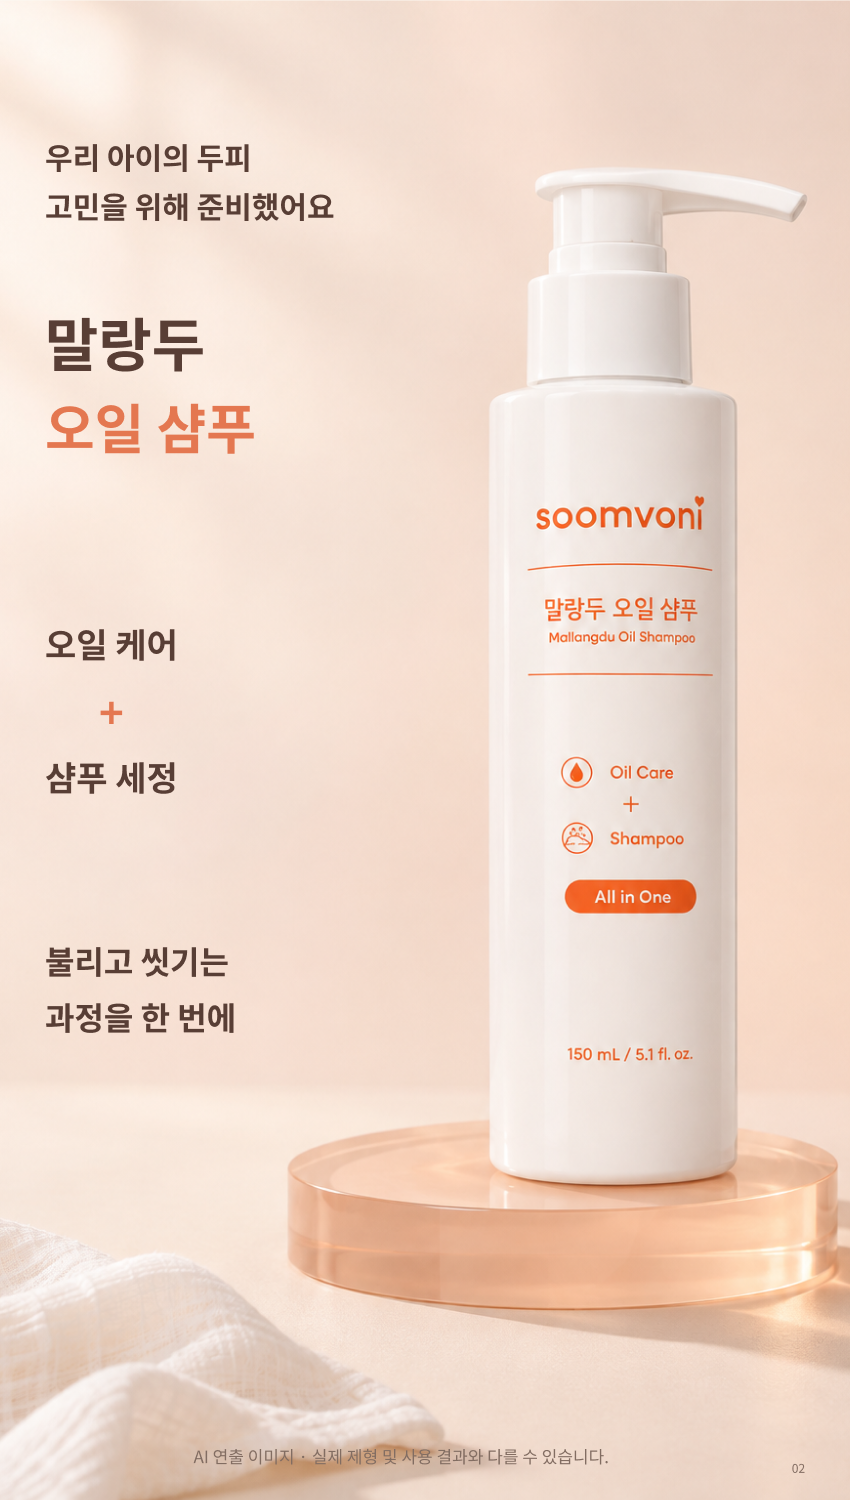 우리 아이의 두피
고민을 위해 준비했어요
말랑두
오일 샴푸
오일 케어
+
샴푸 세정
불리고 씻기는
과정을 한 번에
soomvoni
말랑두 오일 샴푸
Mallangdu Oil Shampoo
Oil Care
+
Shampoo
All in One
150 mL / 5.1 fl. oz.
AI 연출 이미지 · 실제 제형 및 사용 결과와 다를 수 있습니다.
02